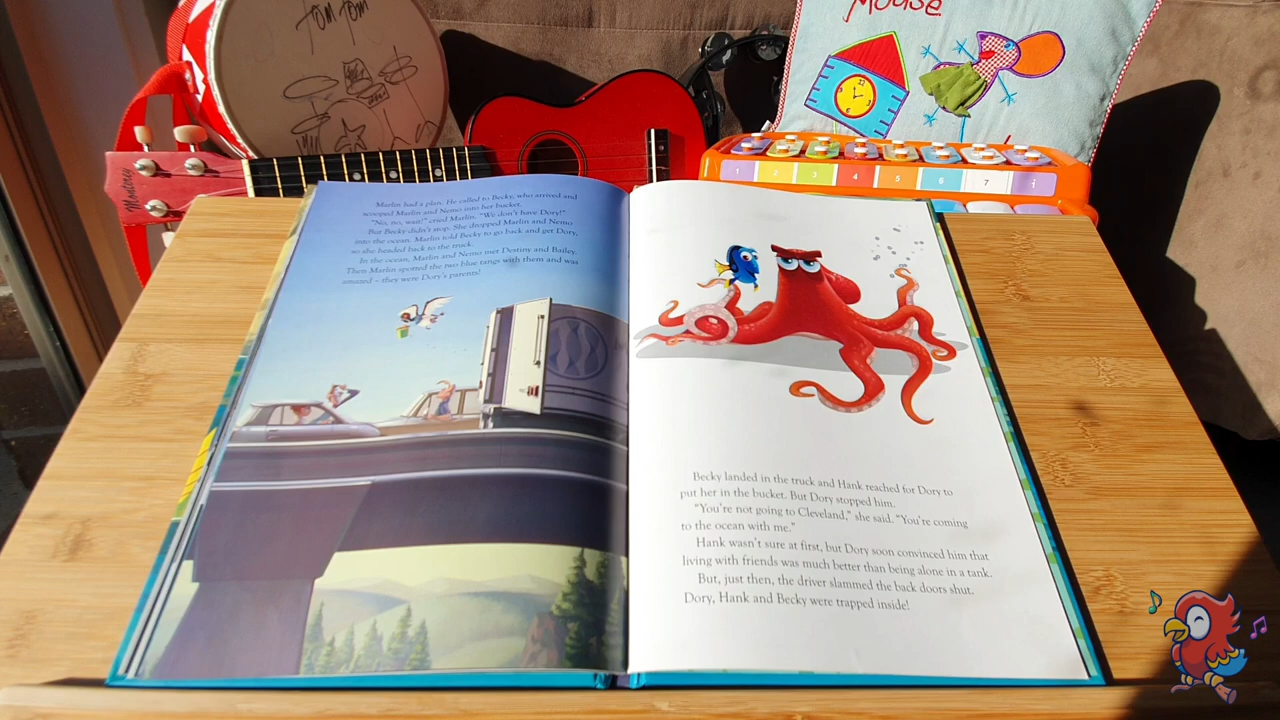 Tom Tom
Mouse
Monterey
1 2 3 4 5 6 7 1
Marlin had a plan. He called to Becky, who arrived and
scooped Marlin and Nemo into her bucket.
"No, no, wait!" cried Marlin. "We don't have Dory!"
But Becky didn't stop. She dropped Marlin and Nemo
into the ocean. Marlin told Becky to go back and get Dory,
so she headed back to the truck.
In the ocean, Marlin and Nemo met Destiny and Bailey.
Then Marlin spotted the two blue tangs with them and was
amazed – they were Dory's parents!
Becky landed in the truck and Hank reached for Dory to
put her in the bucket. But Dory stopped him.
"You're not going to Cleveland," she said. "You're coming
to the ocean with me."
Hank wasn't sure at first, but Dory soon convinced him that
living with friends was much better than being alone in a tank.
But, just then, the driver slammed the back doors shut.
Dory, Hank and Becky were trapped inside!